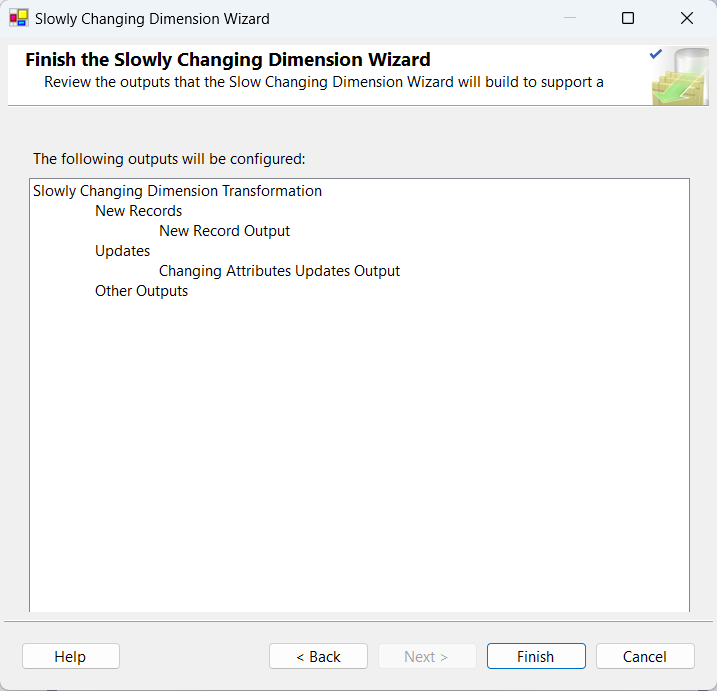 Slowly Changing Dimension Wizard
Finish the Slowly Changing Dimension Wizard
Review the outputs that the Slow Changing Dimension Wizard will build to support a
The following outputs will be configured:
Slowly Changing Dimension Transformation
New Records
New Record Output
Updates
Changing Attributes Updates Output
Other Outputs
Help
< Back
Next >
Finish
Cancel